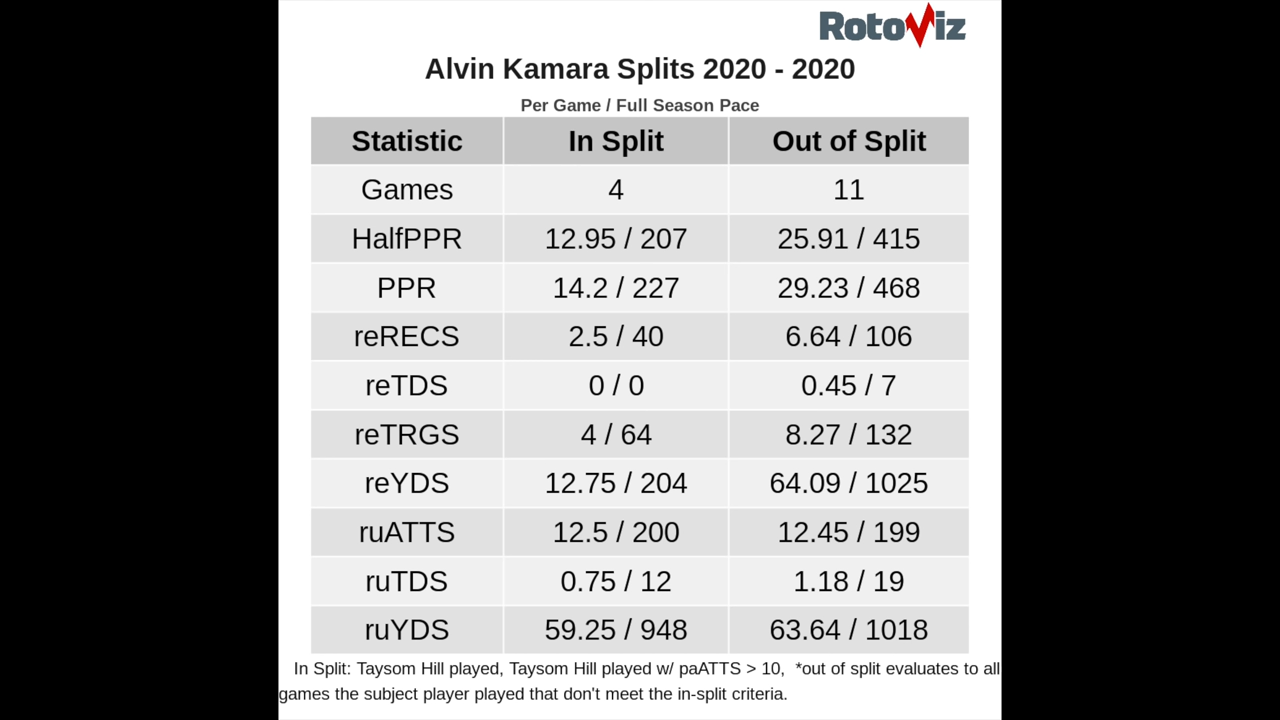 RotoViz
Alvin Kamara Splits 2020 - 2020
Per Game / Full Season Pace
Statistic In Split Out of Split
Games 4 11
HalfPPR 12.95 / 207 25.91 / 415
PPR 14.2 / 227 29.23 / 468
reRECS 2.5 / 40 6.64 / 106
reTDS 0 / 0 0.45 / 7
reTRGS 4 / 64 8.27 / 132
reYDS 12.75 / 204 64.09 / 1025
ruATTS 12.5 / 200 12.45 / 199
ruTDS 0.75 / 12 1.18 / 19
ruYDS 59.25 / 948 63.64 / 1018
In Split: Taysom Hill played, Taysom Hill played w/ paATTS > 10, *out of split evaluates to all
games the subject player played that don't meet the in-split criteria.